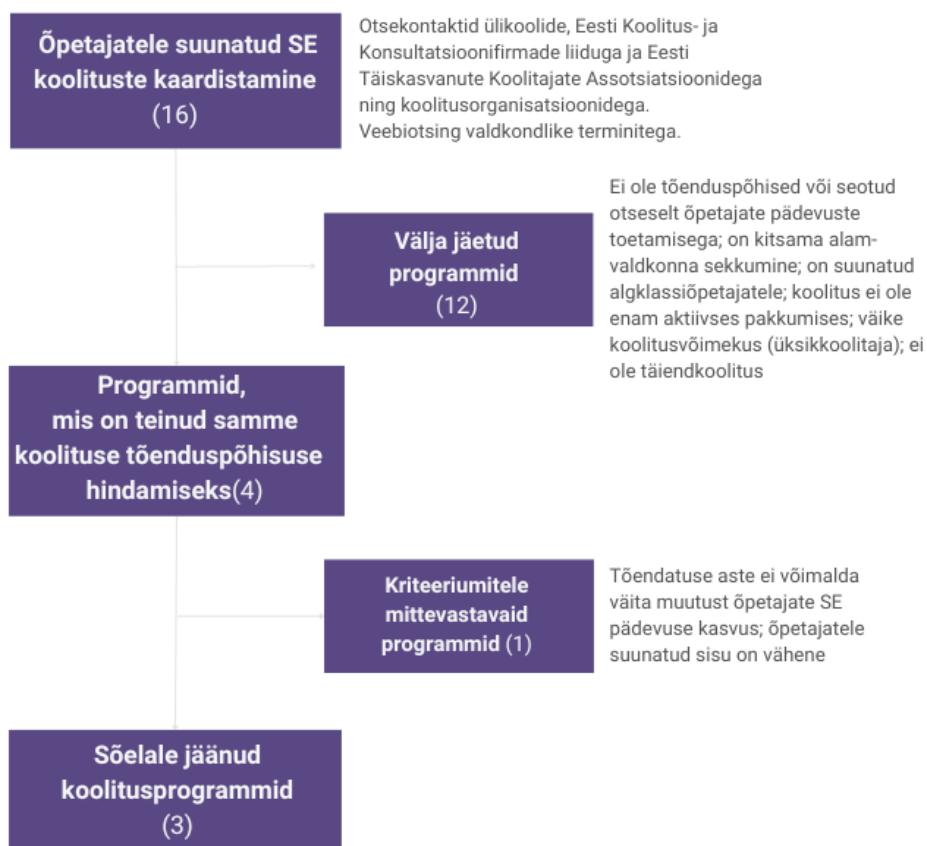 Õpetajatele suunatud SE
koolituste kaardistamine
(16)
Otsekontaktid ülikoolide, Eesti Koolitus- ja
Konsultatsioonifirmade liiduga ja Eesti
Täiskasvanute Koolitajate Assotsiatsioonidega
ning koolitusorganisatsioonidega.
Veebiotsing valdkondlike terminitega.
Välja jäetud
programmid
(12)
Ei ole tõenduspõhised või seotud
otseselt õpetajate pädevuste
toetamisega; on kitsama alam-
valdkonna sekkumine; on suunatud
algklassiõpetajatele; koolitus ei ole
enam aktiivses pakkumises; väike
koolitusvõimekus (üksikkoolitaja); ei
ole täiendkoolitus
Programmid,
mis on teinud samme
koolituse tõenduspõhisuse
hindamiseks(4)
Kriteeriumitele
mittevastavaid
programmid (1)
Tõendatuse aste ei võimalda
väita muutust õpetajate SE
pädevuse kasvus; õpetajatele
suunatud sisu on vähene
Sõelale jäänud
koolitusprogrammid
(3)